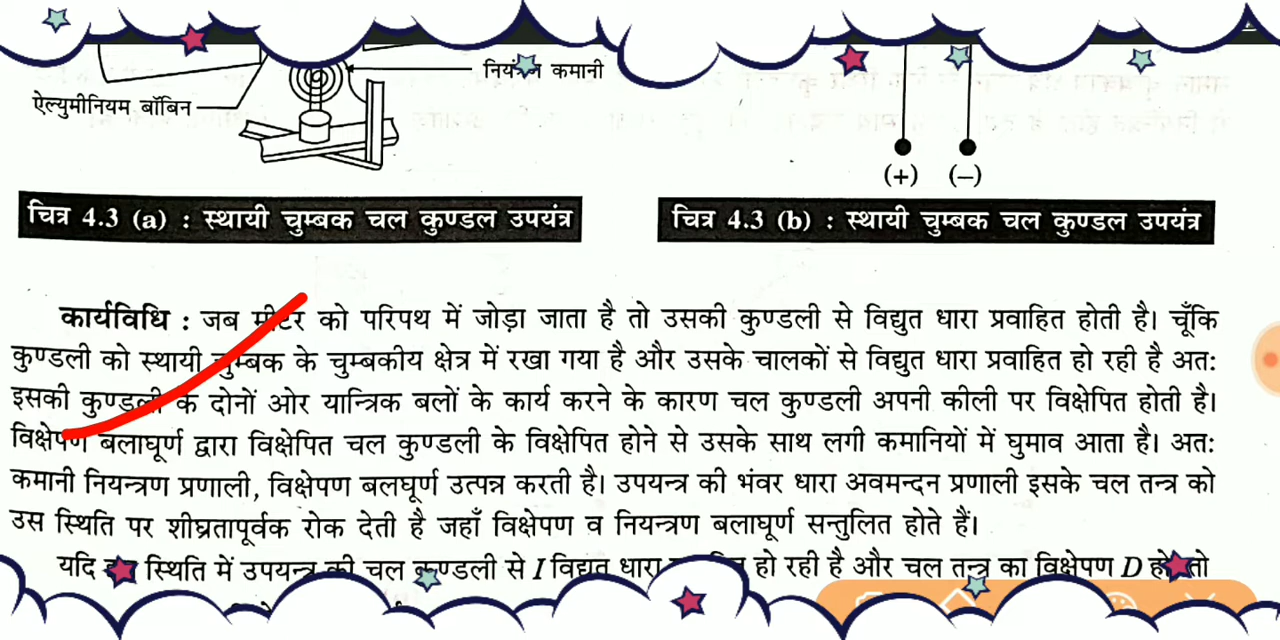 नियंत्रण कमानी
ऐल्युमीनियम बॉबिन
(+) (–)
चित्र 4.3 (a) : स्थायी चुम्बक चल कुण्डल उपयंत्र
चित्र 4.3 (b) : स्थायी चुम्बक चल कुण्डल उपयंत्र
कार्यविधि : जब मीटर को परिपथ में जोड़ा जाता है तो उसकी कुण्डली से विद्युत धारा प्रवाहित होती है। चूँकि
कुण्डली को स्थायी चुम्बक के चुम्बकीय क्षेत्र में रखा गया है और उसके चालकों से विद्युत धारा प्रवाहित हो रही है अतः
इसकी कुण्डली के दोनों ओर यान्त्रिक बलों के कार्य करने के कारण चल कुण्डली अपनी कीली पर विक्षेपित होती है।
विक्षेपण बलाघूर्ण द्वारा विक्षेपित चल कुण्डली के विक्षेपित होने से उसके साथ लगी कमानियों में घुमाव आता है। अतः
कमानी नियन्त्रण प्रणाली, विक्षेपण बलघूर्ण उत्पन्न करती है। उपयन्त्र की भंवर धारा अवमन्दन प्रणाली इसके चल तन्त्र को
उस स्थिति पर शीघ्रतापूर्वक रोक देती है जहाँ विक्षेपण व नियन्त्रण बलाघूर्ण सन्तुलित होते हैं।
यदि स्थिति में उपयन्त्र की चल कुण्डली से I विद्युत धारा हो रही है और चल तन्त्र का विक्षेपण D हो तो